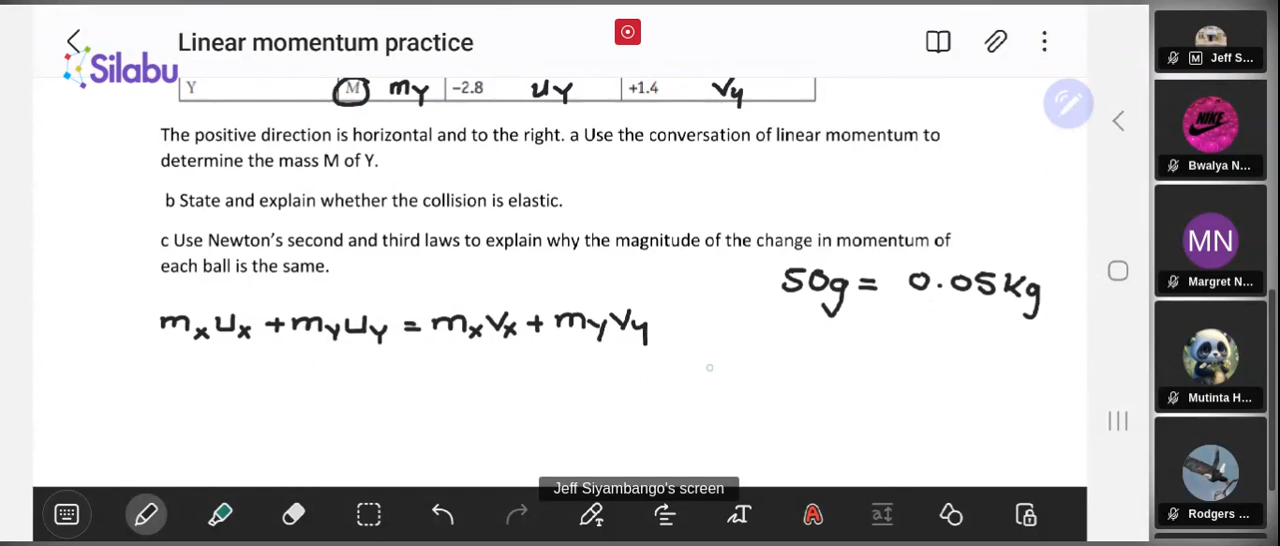 Linear momentum practice
Silabu
Y M mY -2.8 uY +1.4 Vy
The positive direction is horizontal and to the right. a Use the conversation of linear momentum to
determine the mass M of Y.
b State and explain whether the collision is elastic.
c Use Newton's second and third laws to explain why the magnitude of the change in momentum of
each ball is the same.
50g = 0.05kg
mxUx + mYUY = mxVx + mYVy
Jeff Siyambango's screen
M Jeff S...
NIKE
Bwalya N...
MN
Margret N...
Mutinta H...
Rodgers ...